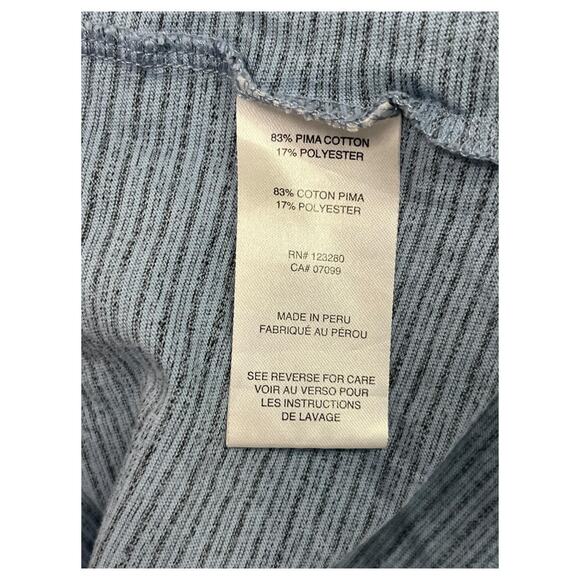 83% PIMA COTTON
17% POLYESTER
83% COTON PIMA
17% POLYESTER
RN# 123280
CA# 07099
MADE IN PERU
FABRIQUÉ AU PÉROU
SEE REVERSE FOR CARE
VOIR AU VERSO POUR
LES INSTRUCTIONS
DE LAVAGE